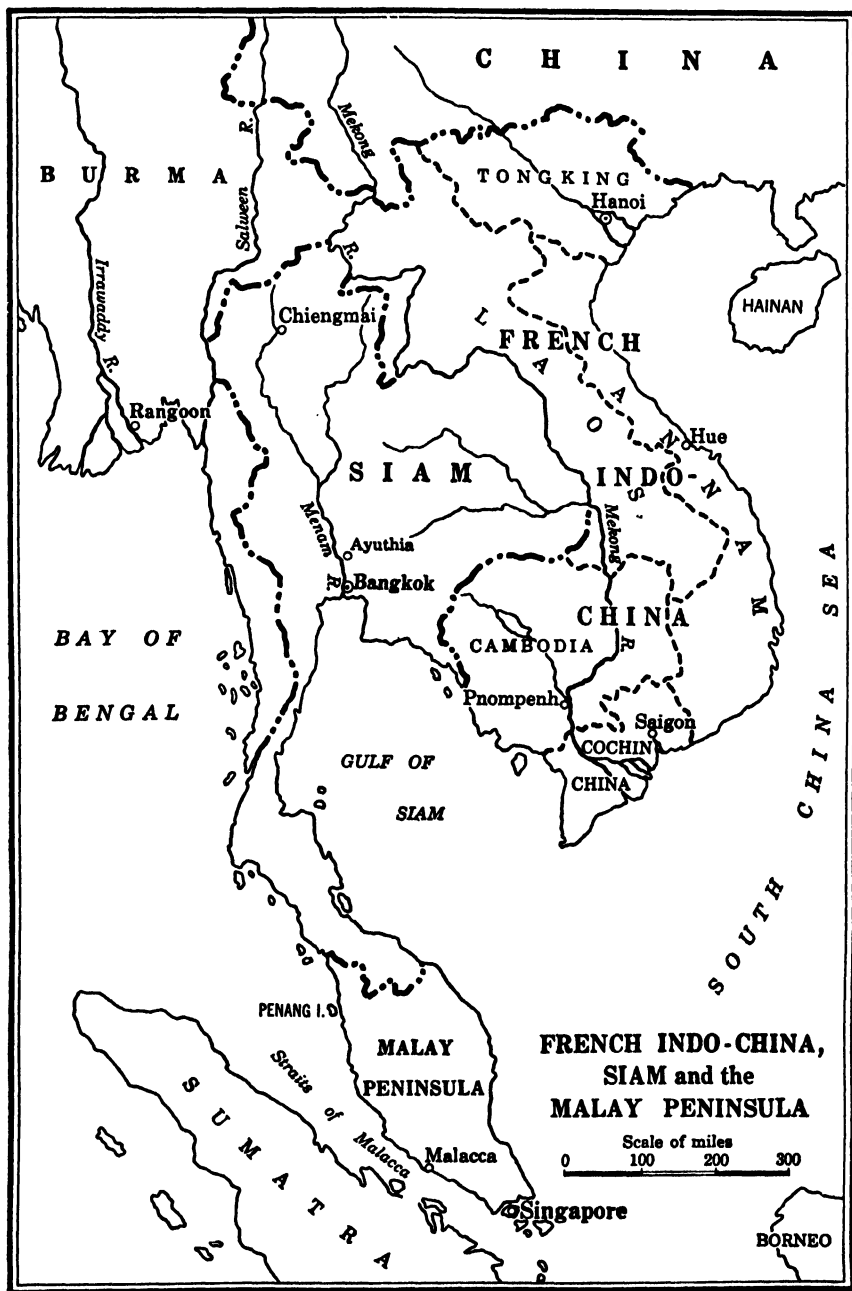 CHINA
BURMA
Salween R.
Mekong R.
TONGKING
Hanoi
Irrawaddy R.
Chiengmai
HAINAN
LAOS
FRENCH
INDO-
CHINA
ANNAM
Rangoon
Hue
SIAM
Menam R.
Mekong R.
Ayuthia
Bangkok
CAMBODIA
BAY OF
BENGAL
Pnompenh
Saigon
COCHIN
CHINA
GULF OF
SIAM
SOUTH CHINA SEA
PENANG I.
MALAY
PENINSULA
Straits of Malacca
SUMATRA
Malacca
Singapore
BORNEO
FRENCH INDO-CHINA,
SIAM and the
MALAY PENINSULA
Scale of miles
0 100 200 300